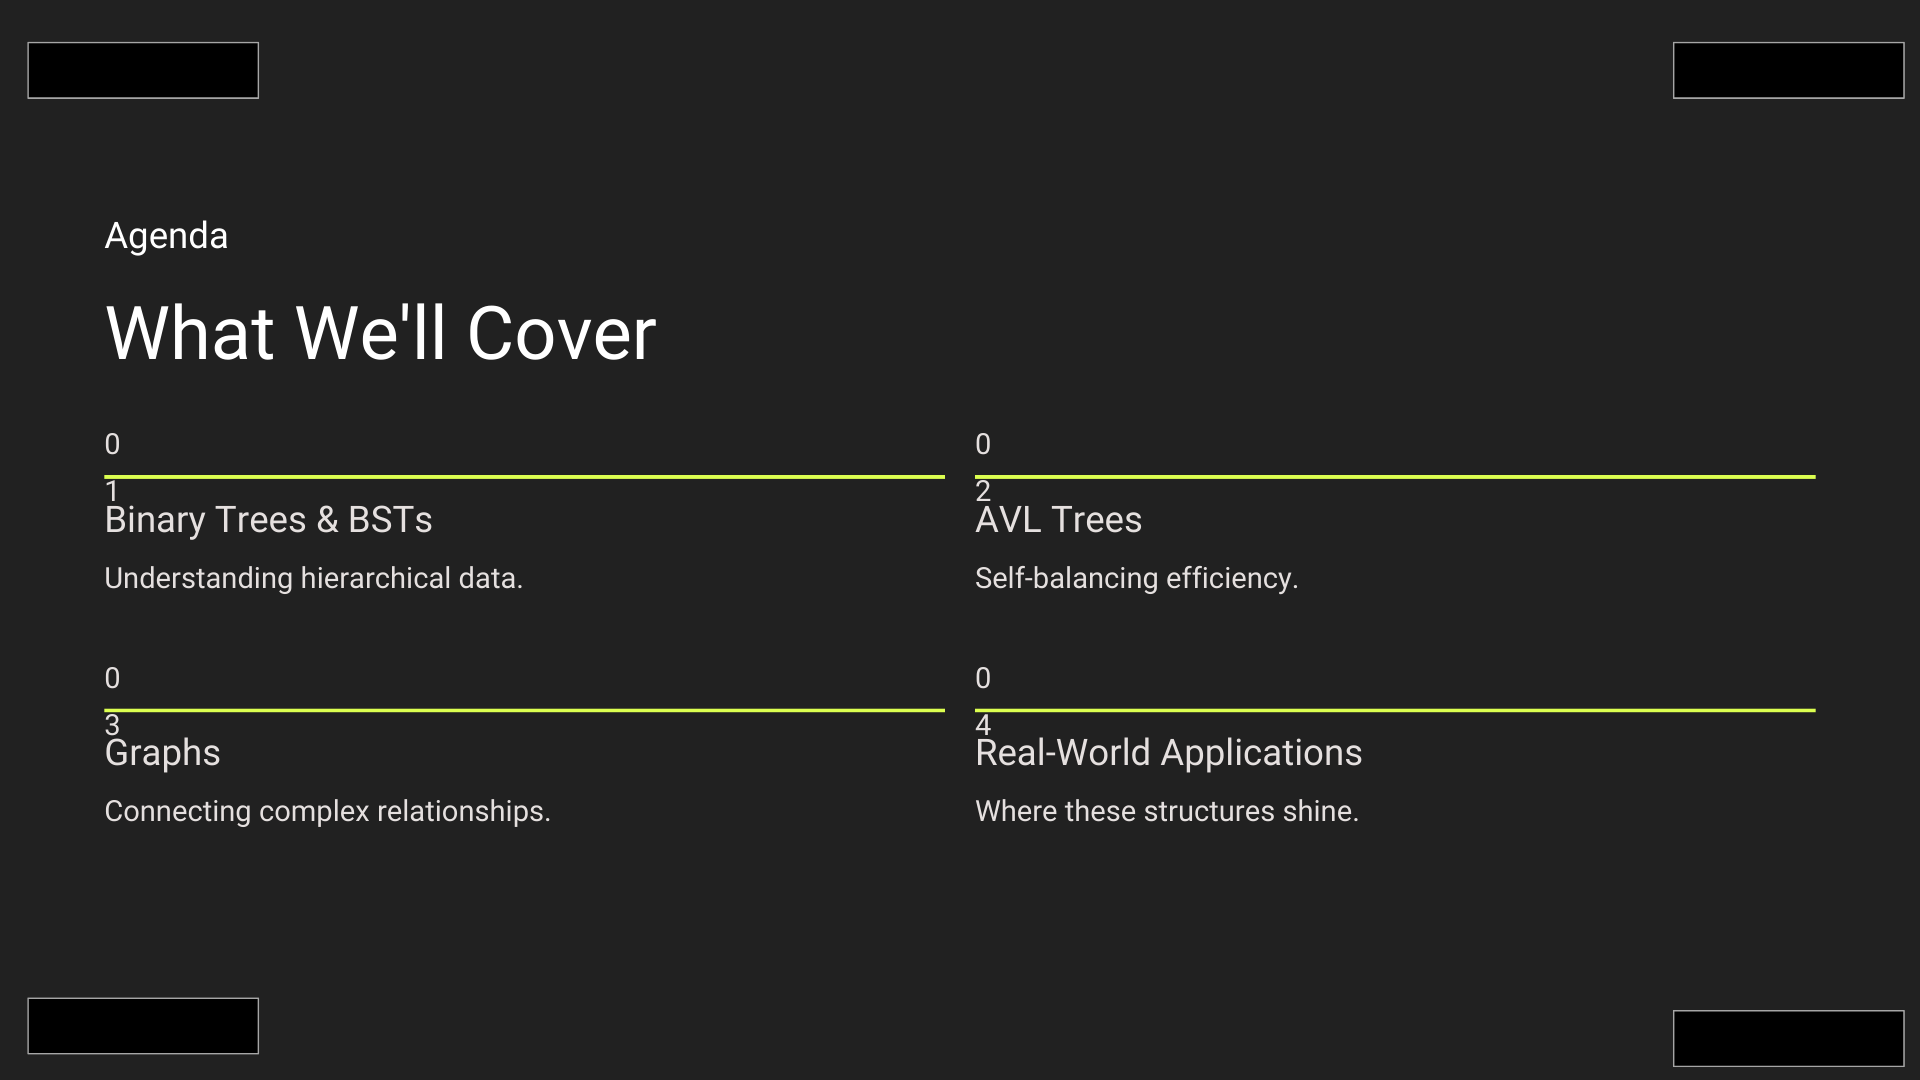 Agenda
What We'll Cover
0
1
Binary Trees & BSTs
Understanding hierarchical data.
0
2
AVL Trees
Self-balancing efficiency.
0
3
Graphs
Connecting complex relationships.
0
4
Real-World Applications
Where these structures shine.